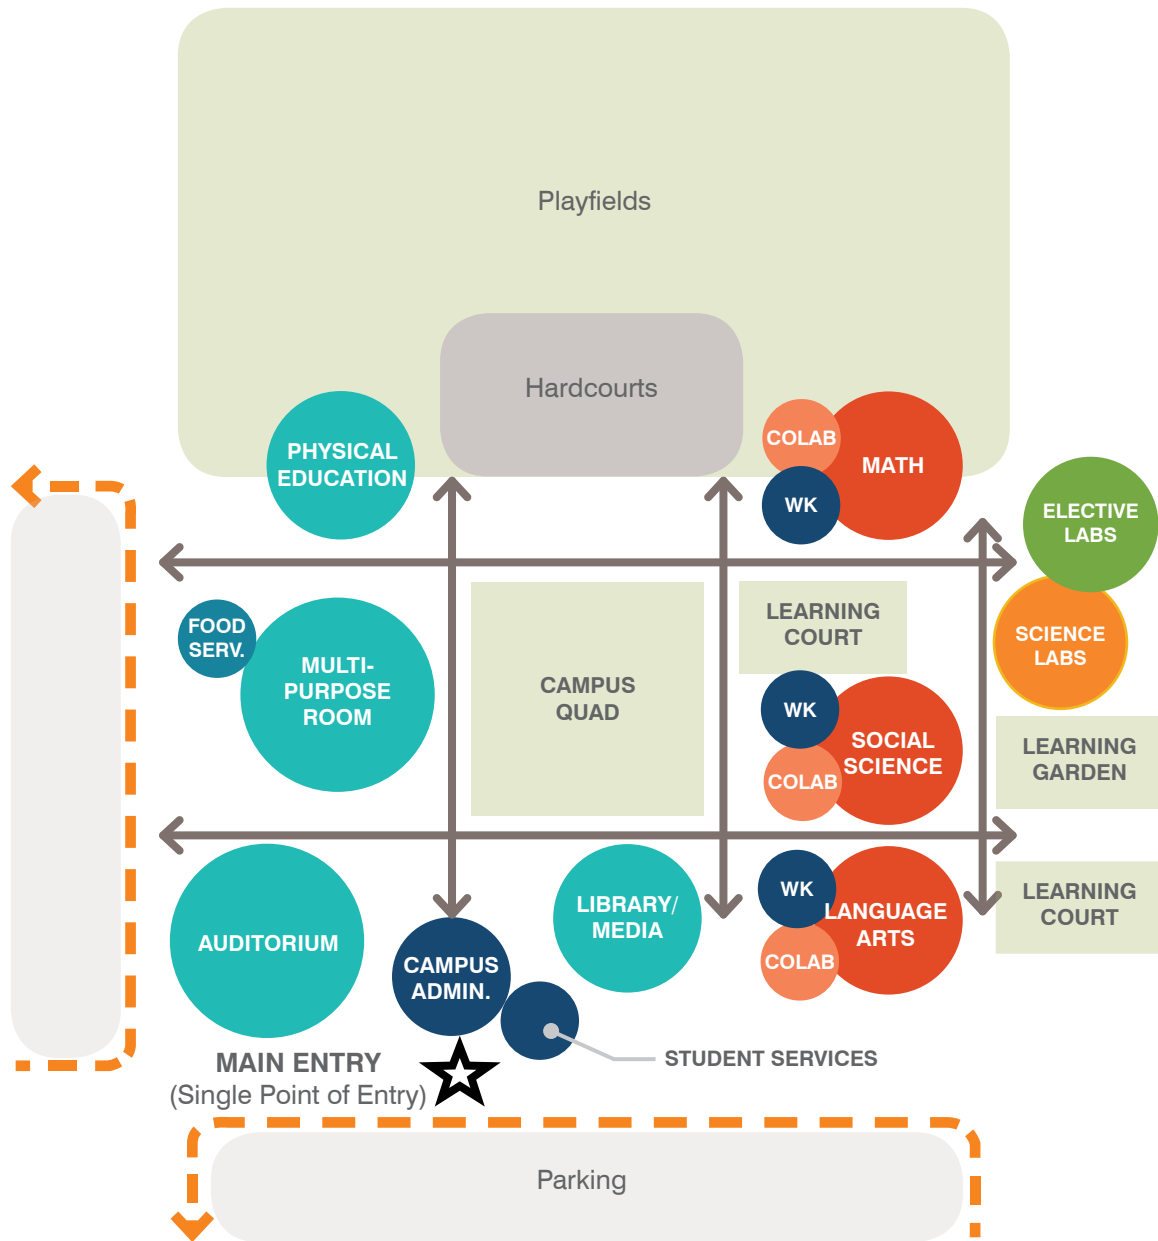 Playfields
Hardcourts
PHYSICAL
EDUCATION
COLAB
MATH
WK
ELECTIVE
LABS
FOOD
SERV.
MULTI-
PURPOSE
ROOM
CAMPUS
QUAD
LEARNING
COURT
SCIENCE
LABS
WK
SOCIAL
SCIENCE
COLAB
LEARNING
GARDEN
AUDITORIUM
CAMPUS
ADMIN.
LIBRARY/
MEDIA
WK
LANGUAGE
ARTS
COLAB
LEARNING
COURT
MAIN ENTRY
(Single Point of Entry)
STUDENT SERVICES
Parking